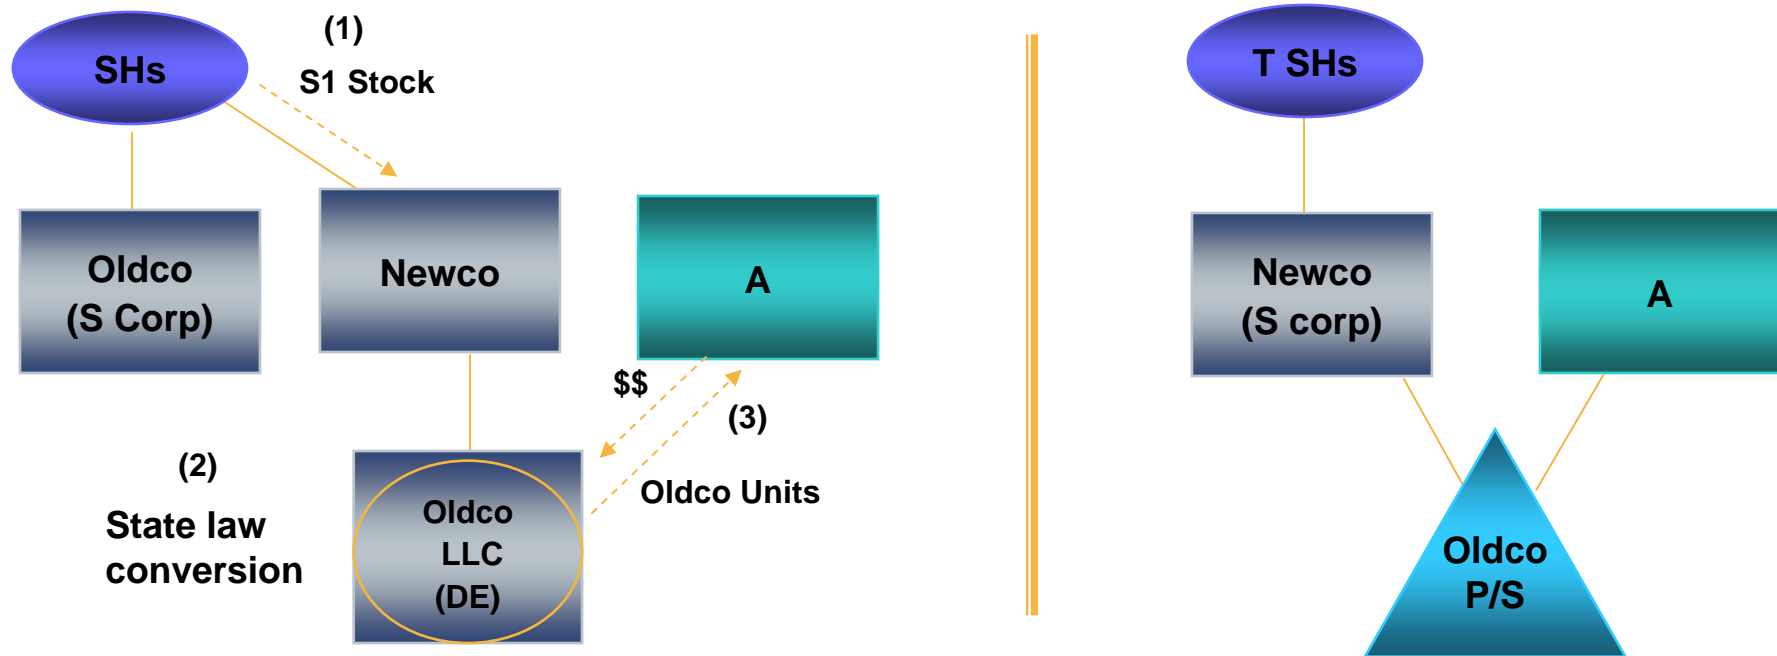 (1)
S1 Stock
SHs
Oldco
(S Corp)
Newco
A
$$
(3)
Oldco Units
(2)
State law
conversion
Oldco
LLC
(DE)
T SHs
Newco
(S corp)
A
Oldco
P/S